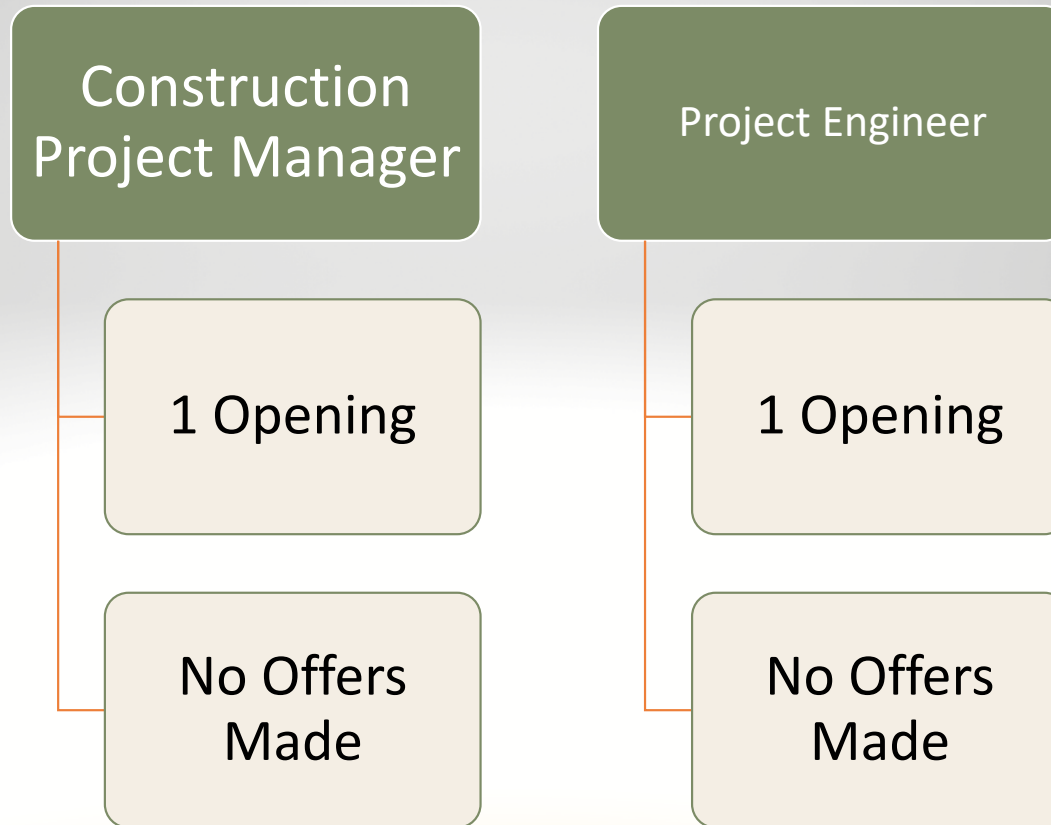 Construction
Project Manager
1 Opening
No Offers
Made
Project Engineer
1 Opening
No Offers
Made